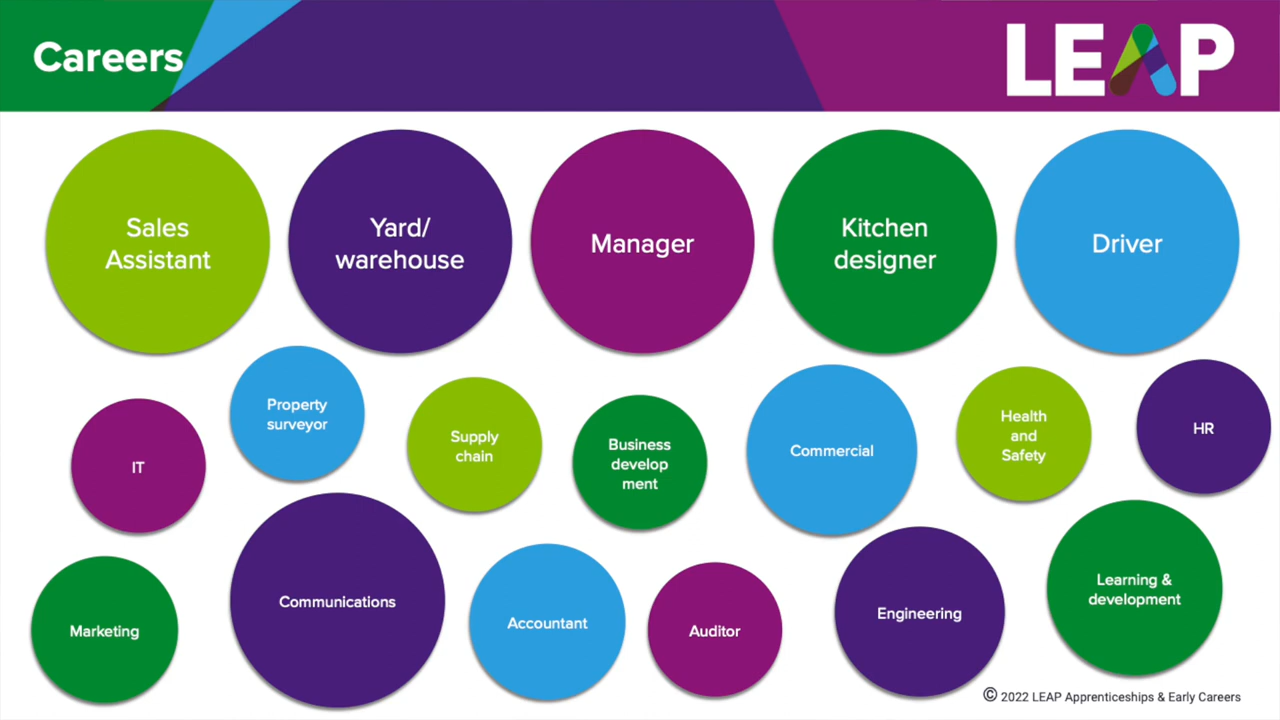 Careers
LEAP
Sales
Assistant
Yard/
warehouse
Manager
Kitchen
designer
Driver
IT
Property
surveyor
Supply
chain
Business
develop
ment
Commercial
Health
and
Safety
HR
Marketing
Communications
Accountant
Auditor
Engineering
Learning &
development
© 2022 LEAP Apprenticeships & Early Careers